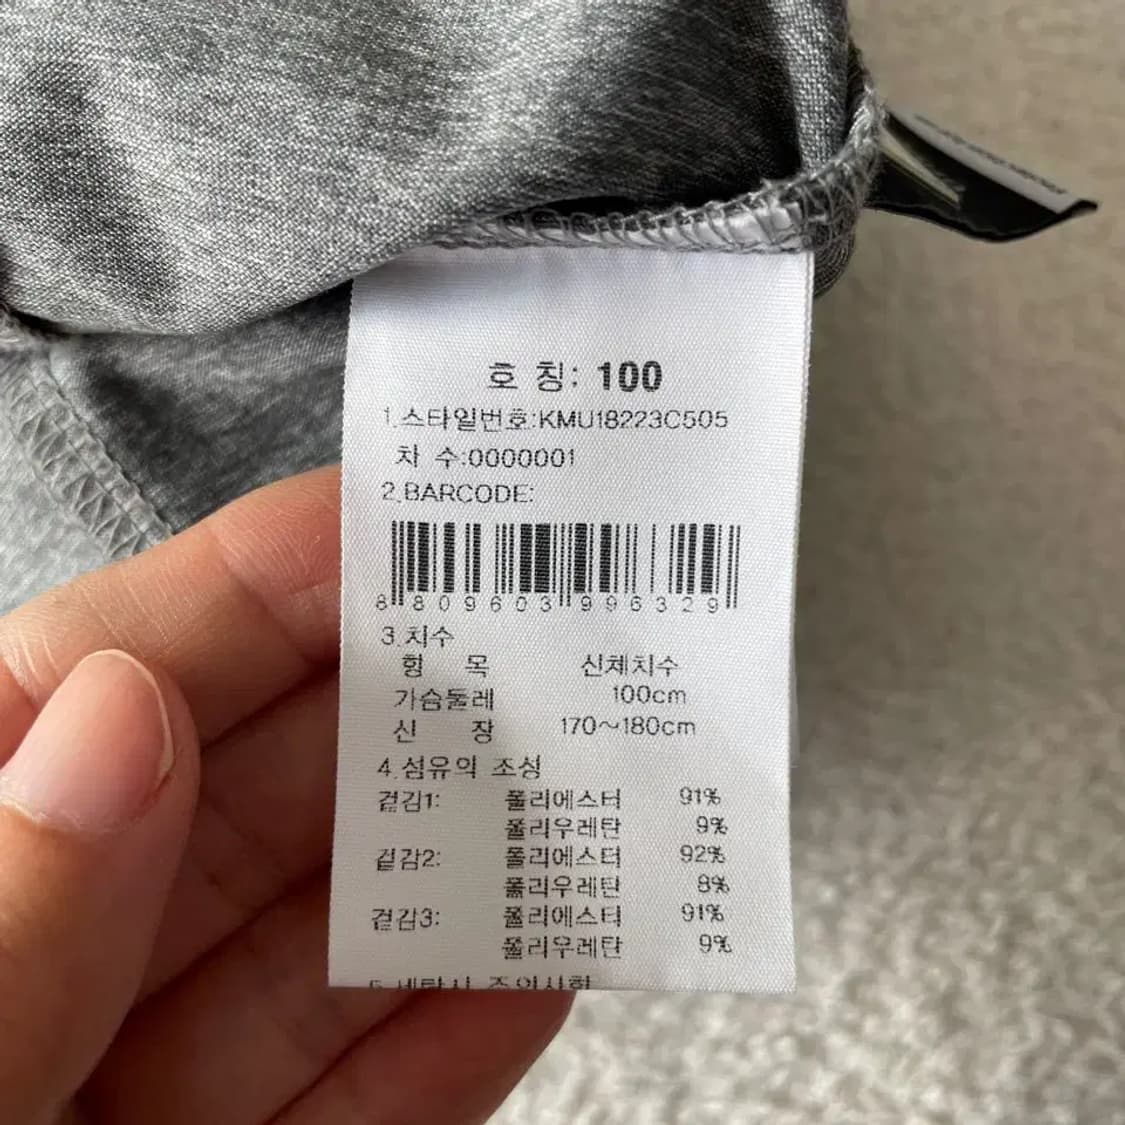 호 칭: 100
1.스타일번호:KMU18223C505
차 수:0000001
2.BARCODE:
8 809603 996329
3.치수
항 목 신체치수
가슴둘레 100cm
신 장 170~180cm
4.섬유의 조성
겉감1: 폴리에스터 91%
폴리우레탄 9%
겉감2: 폴리에스터 92%
폴리우레탄 8%
겉감3: 폴리에스터 91%
폴리우레탄 9%